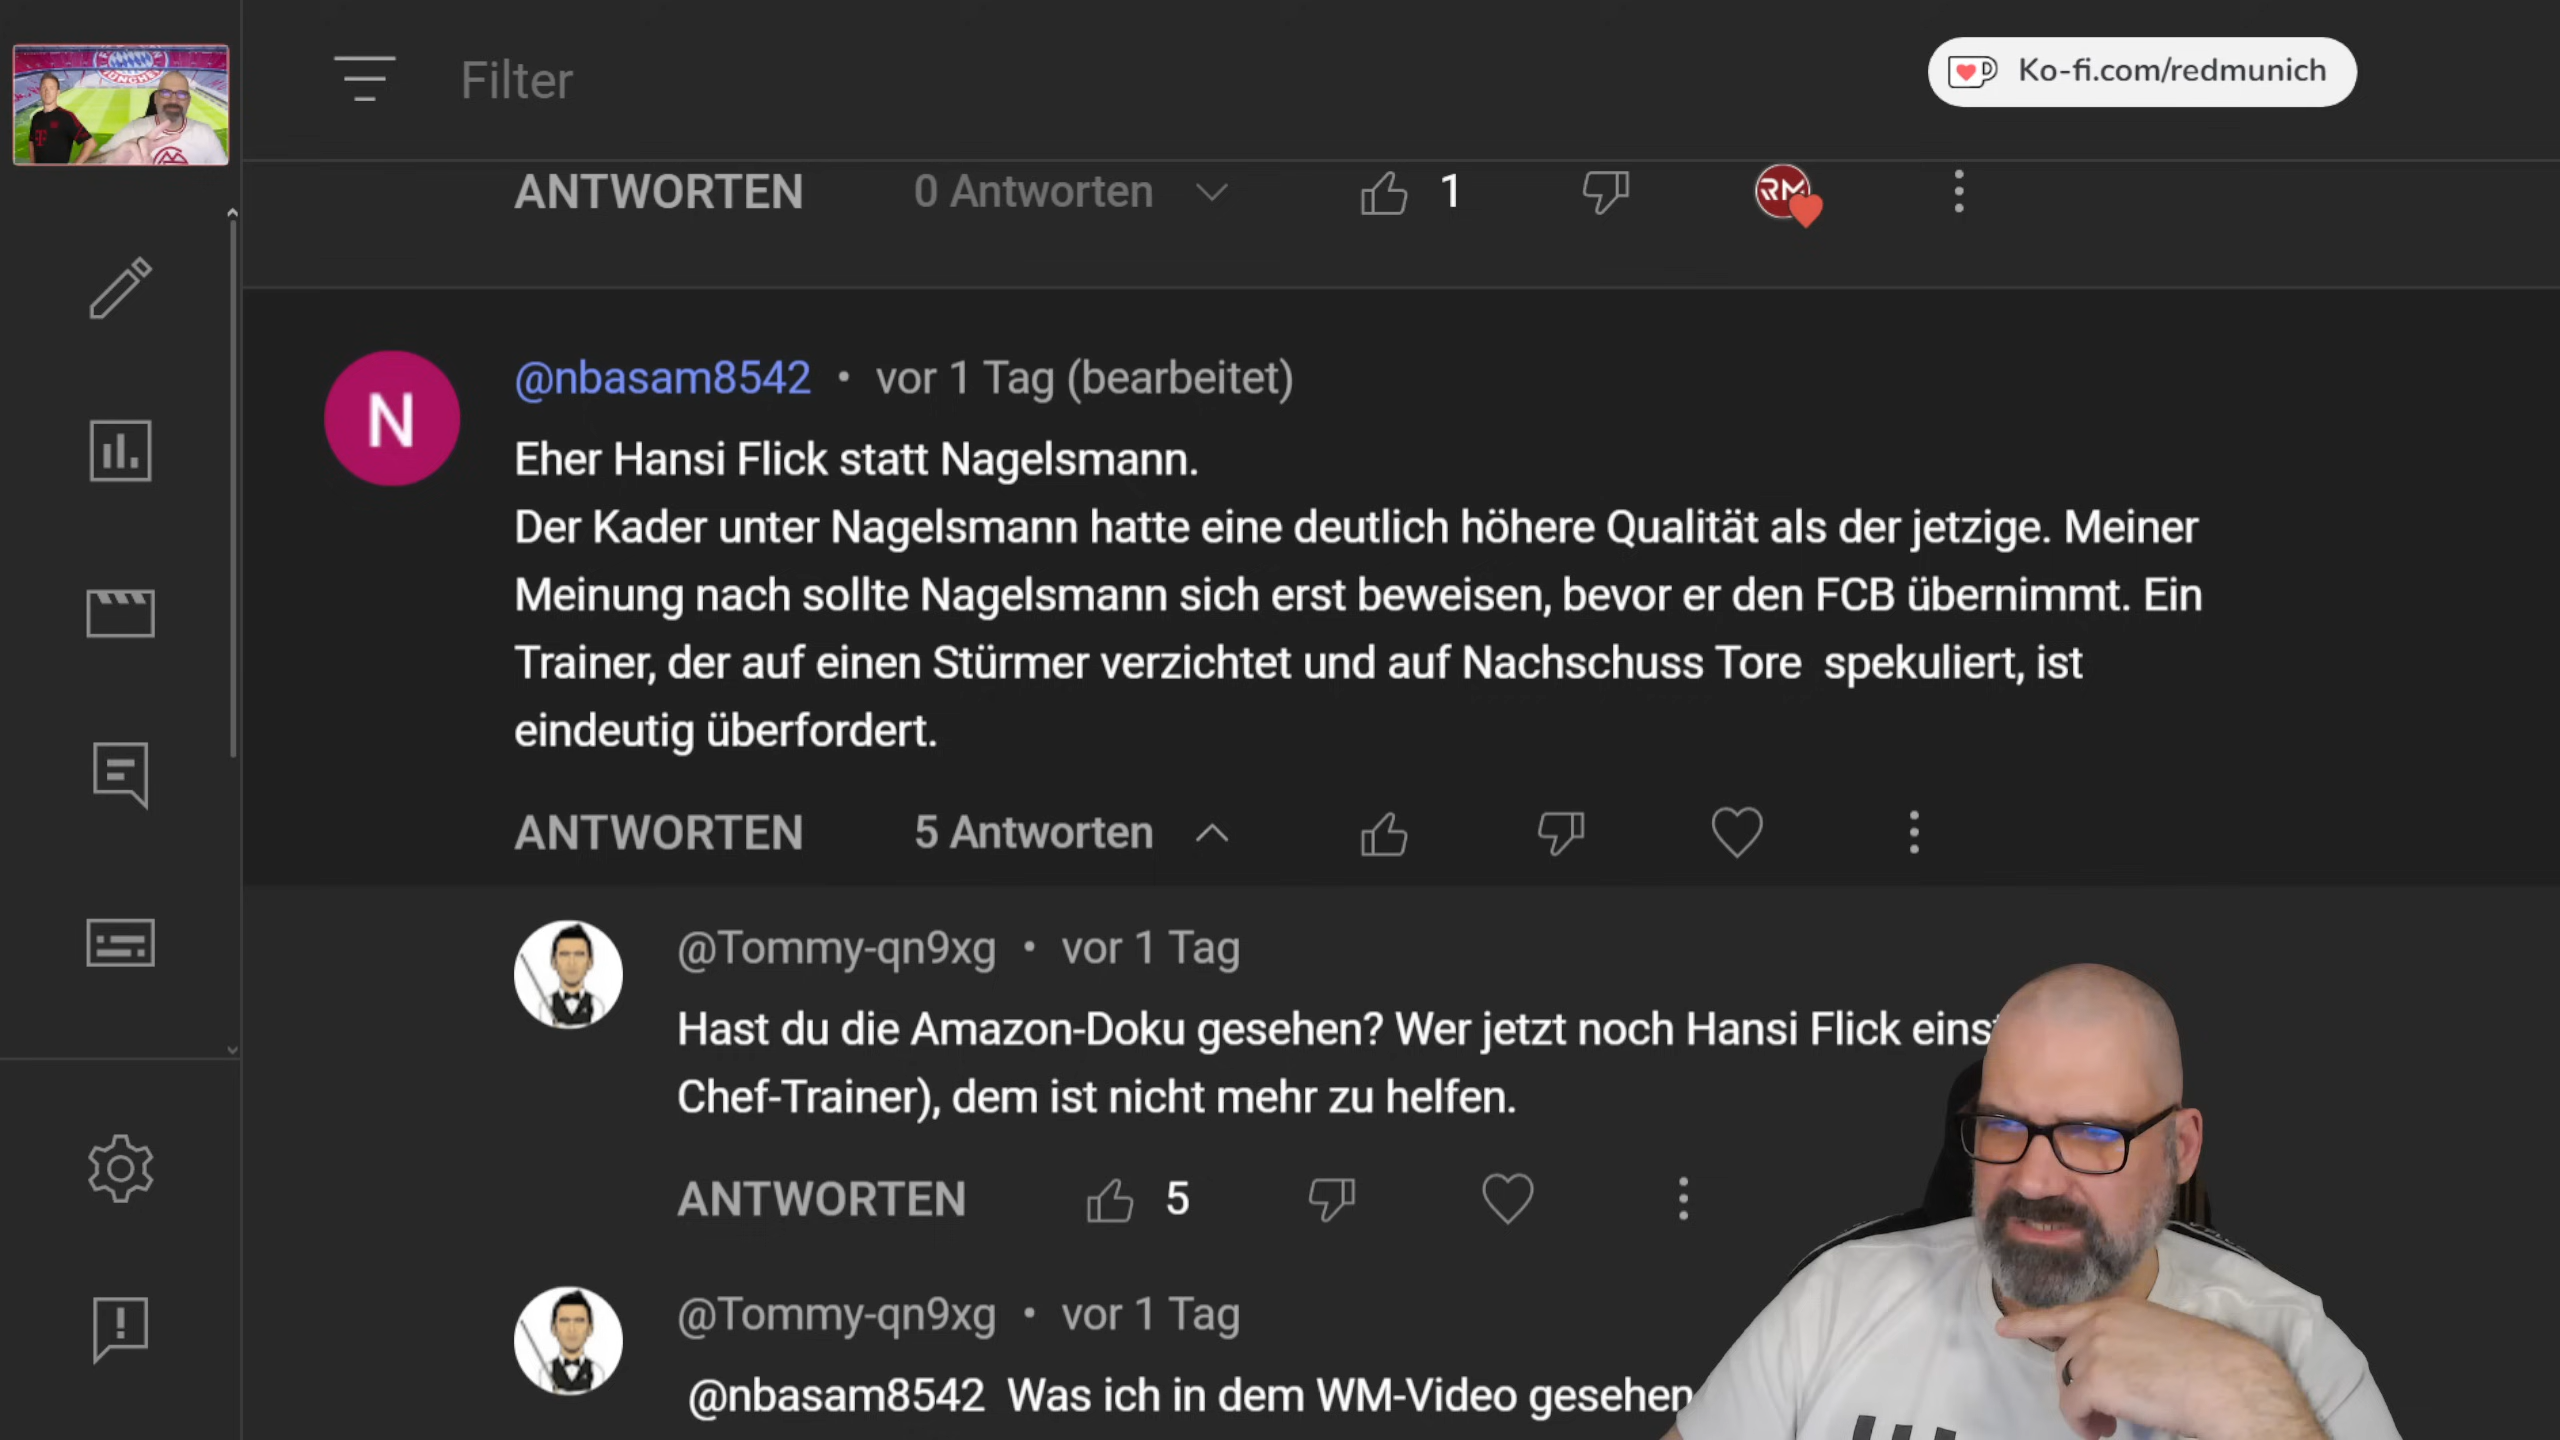 Filter
Ko-fi.com/redmunich
ANTWORTEN 0 Antworten 1
RM
N
@nbasam8542 • vor 1 Tag (bearbeitet)
Eher Hansi Flick statt Nagelsmann.
Der Kader unter Nagelsmann hatte eine deutlich höhere Qualität als der jetzige. Meiner
Meinung nach sollte Nagelsmann sich erst beweisen, bevor er den FCB übernimmt. Ein
Trainer, der auf einen Stürmer verzichtet und auf Nachschuss Tore  spekuliert, ist
eindeutig überfordert.
ANTWORTEN 5 Antworten
@Tommy-qn9xg • vor 1 Tag
Hast du die Amazon-Doku gesehen? Wer jetzt noch Hansi Flick
Chef-Trainer), dem ist nicht mehr zu helfen.
ANTWORTEN 5
@Tommy-qn9xg • vor 1 Tag
@nbasam8542 Was ich in dem WM-Video gesehen